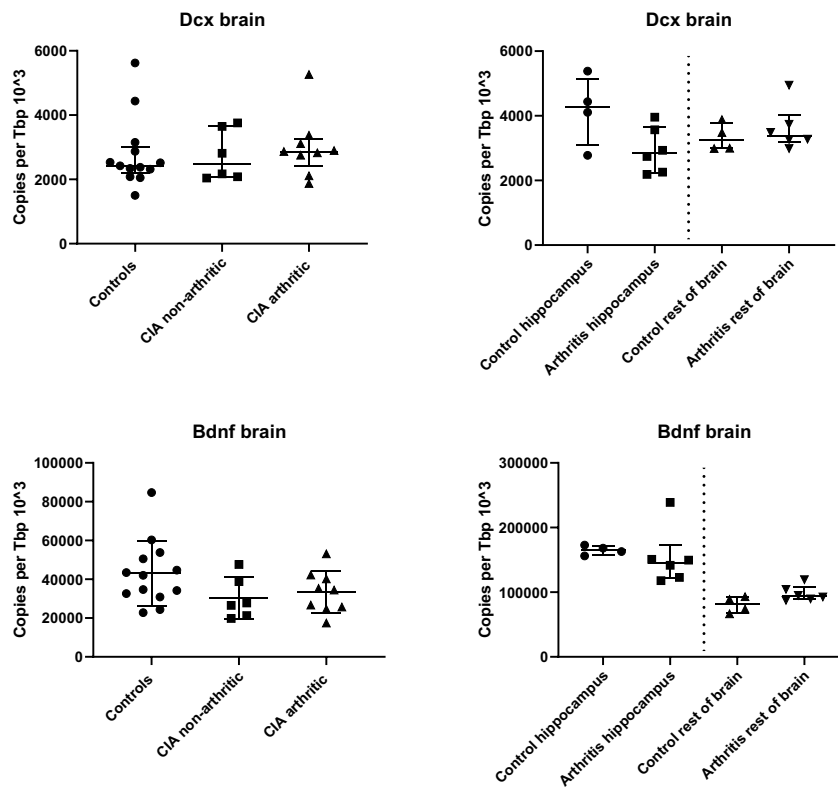 Dcx brain
Copies per Tbp 10^3
6000
4000
2000
0
Controls
CIA non-arthritic
CIA arthritic
Dcx brain
Copies per Tbp 10^3
6000
4000
2000
0
Control hippocampus
Arthritis hippocampus
Control rest of brain
Arthritis rest of brain
Bdnf brain
Copies per Tbp 10^3
100000
80000
60000
40000
20000
0
Controls
CIA non-arthritic
CIA arthritic
Bdnf brain
Copies per Tbp 10^3
300000
200000
100000
0
Control hippocampus
Arthritis hippocampus
Control rest of brain
Arthritis rest of brain